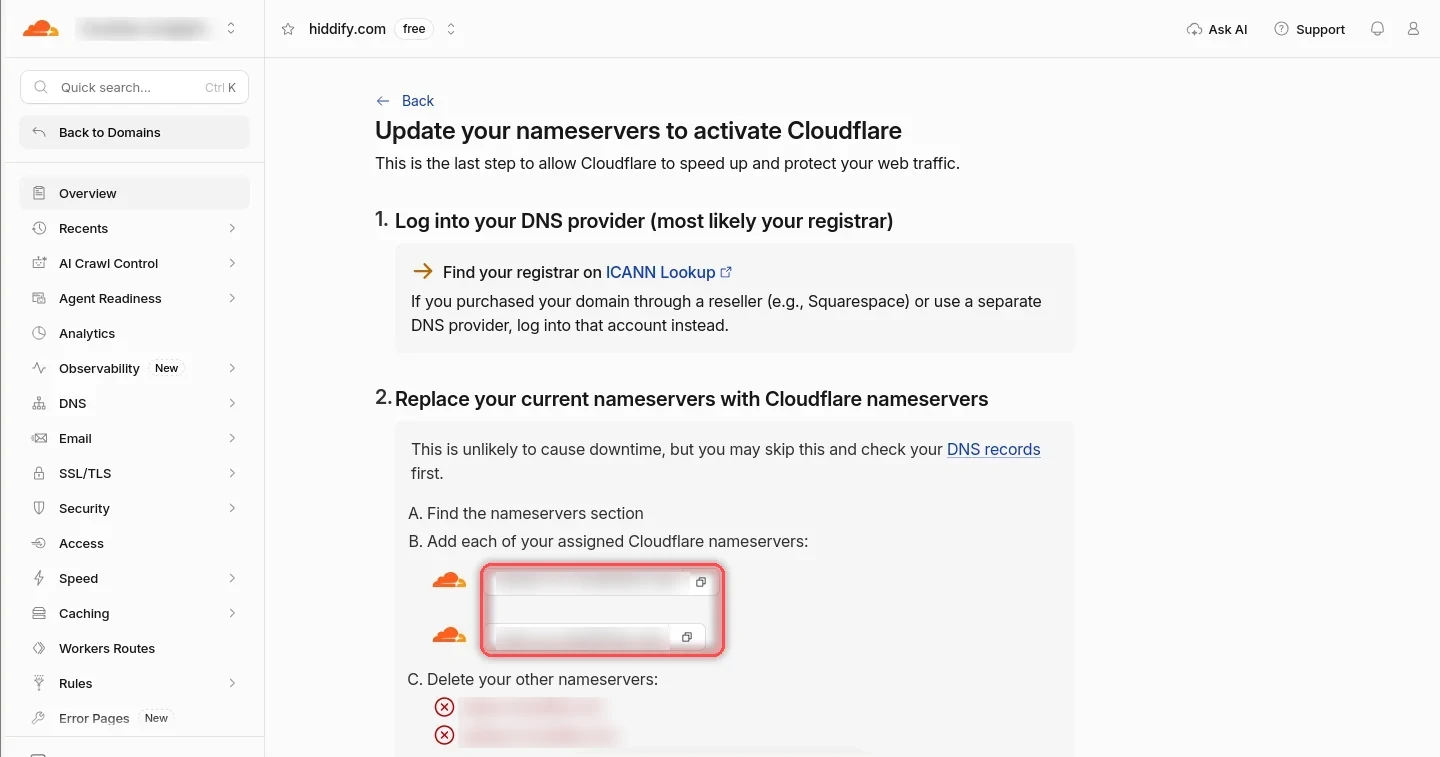 hiddify.com free
Ask AI
Support
Quick search...
Ctrl K
Back to Domains
Overview
Recents
AI Crawl Control
Agent Readiness
Analytics
Observability New
DNS
Email
SSL/TLS
Security
Access
Speed
Caching
Workers Routes
Rules
Error Pages New
Back
Update your nameservers to activate Cloudflare
This is the last step to allow Cloudflare to speed up and protect your web traffic.
1. Log into your DNS provider (most likely your registrar)
Find your registrar on ICANN Lookup
If you purchased your domain through a reseller (e.g., Squarespace) or use a separate
DNS provider, log into that account instead.
2. Replace your current nameservers with Cloudflare nameservers
This is unlikely to cause downtime, but you may skip this and check your DNS records
first.
A. Find the nameservers section
B. Add each of your assigned Cloudflare nameservers:
C. Delete your other nameservers: